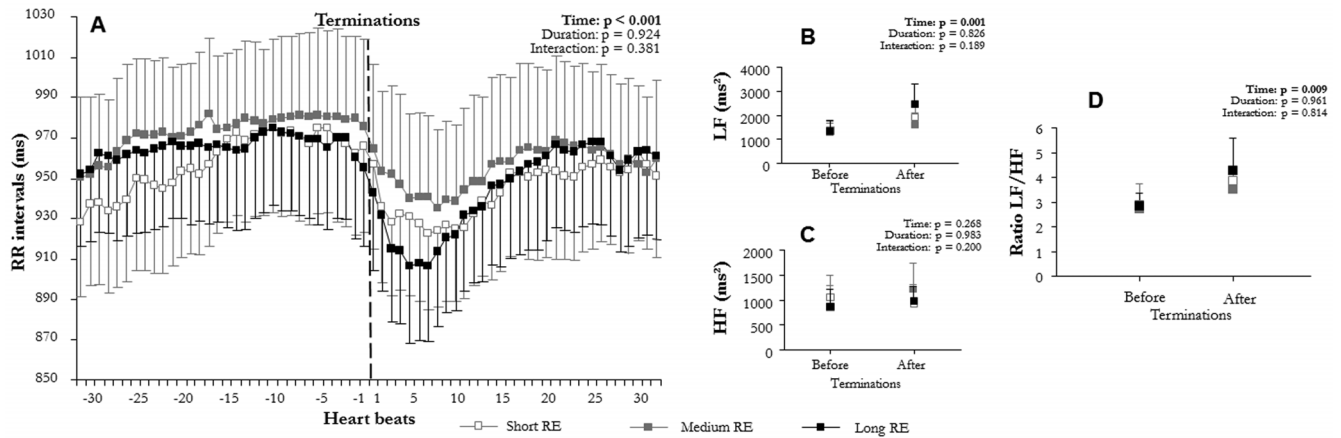 A
Terminations
Time: p < 0.001
Duration: p = 0.924
Interaction: p = 0.381
RR intervals (ms)
1030
1010
990
970
950
930
910
890
870
850
-30 -25 -20 -15 -10 -5 -1 1 5 10 15 20 25 30
Heart beats
B
Time: p = 0.001
Duration: p = 0.826
Interaction: p = 0.189
LF (ms²)
4000
3000
2000
1000
0
Before After
Terminations
C
Time: p = 0.268
Duration: p = 0.983
Interaction: p = 0.200
HF (ms²)
2000
1500
1000
500
0
Before After
Terminations
D
Time: p = 0.009
Duration: p = 0.961
Interaction: p = 0.814
Ratio LF/HF
6
5
4
3
2
1
0
Before After
Terminations
Short RE Medium RE Long RE